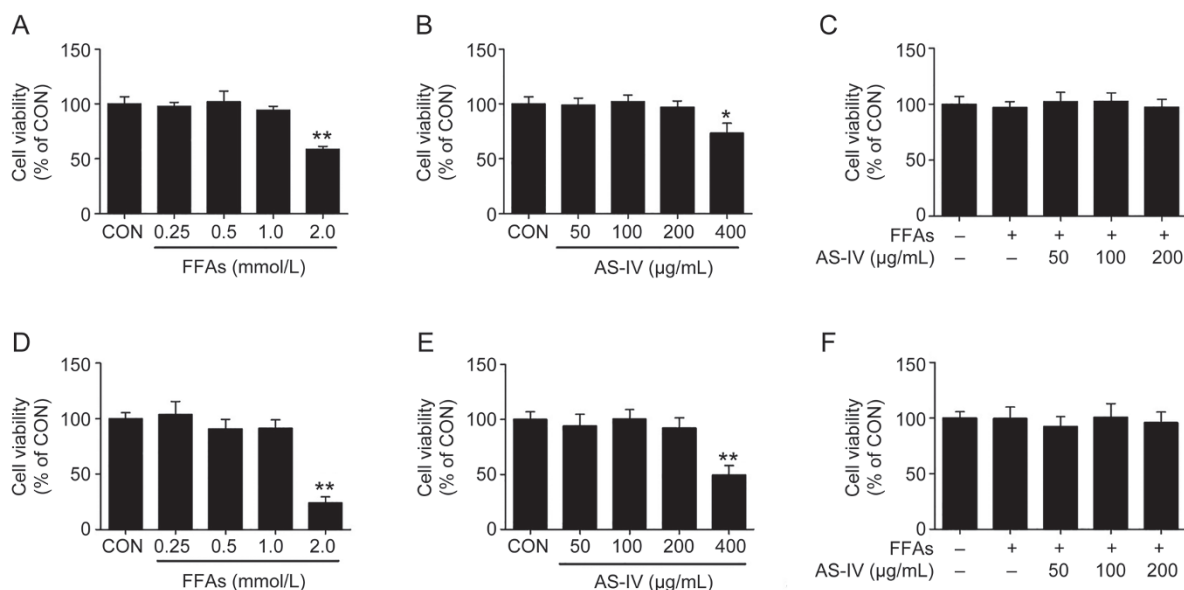 A
Cell viability
(% of CON)
150
100
50
0
**
CON 0.25 0.5 1.0 2.0
FFAs (mmol/L)
B
Cell viability
(% of CON)
150
100
50
0
*
CON 50 100 200 400
AS-IV (µg/mL)
C
Cell viability
(% of CON)
150
100
50
0
FFAs – + + + +
AS-IV (µg/mL) – – 50 100 200
D
Cell viability
(% of CON)
150
100
50
0
**
CON 0.25 0.5 1.0 2.0
FFAs (mmol/L)
E
Cell viability
(% of CON)
150
100
50
0
**
CON 50 100 200 400
AS-IV (µg/mL)
F
Cell viability
(% of CON)
150
100
50
0
FFAs – + + + +
AS-IV (µg/mL) – – 50 100 200